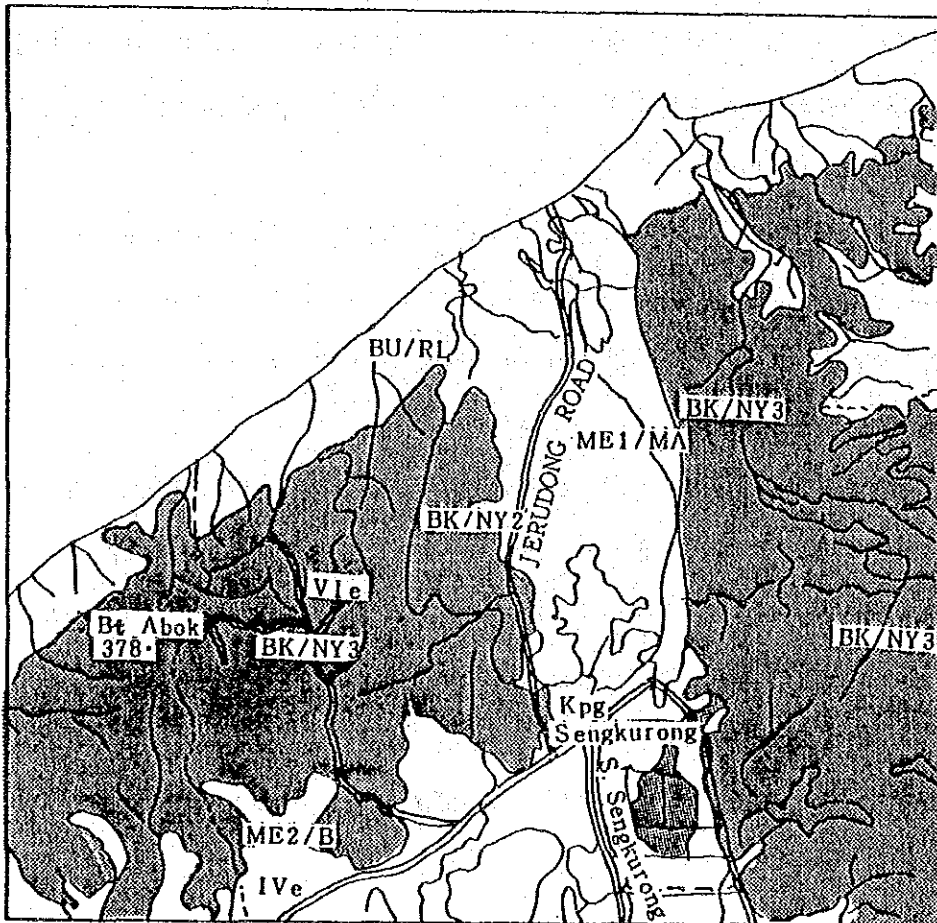 BU/RL
JERUDONG ROAD
BK/NY3
ME1/MA
BK/NY2
VIe
Bt Abok
378·
BK/NY3
BK/NY3
Kpg
Sengkurong
S. Sengkurong
ME2/B
IVe